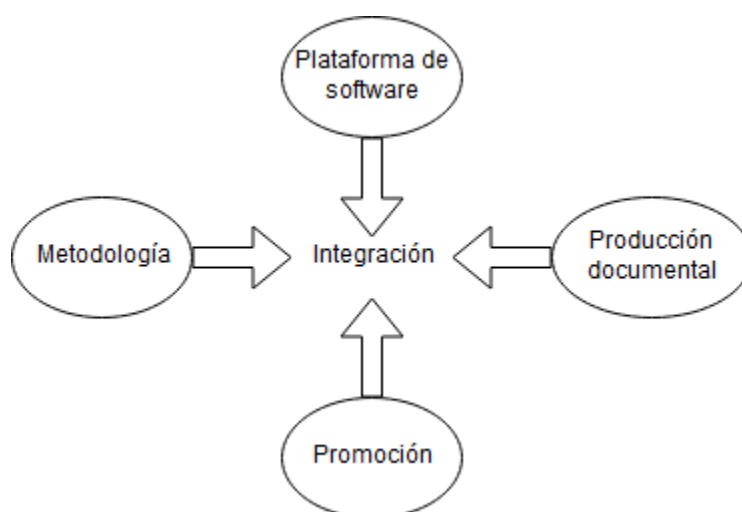 Plataforma de
software
Metodología
Integración
Producción
documental
Promoción